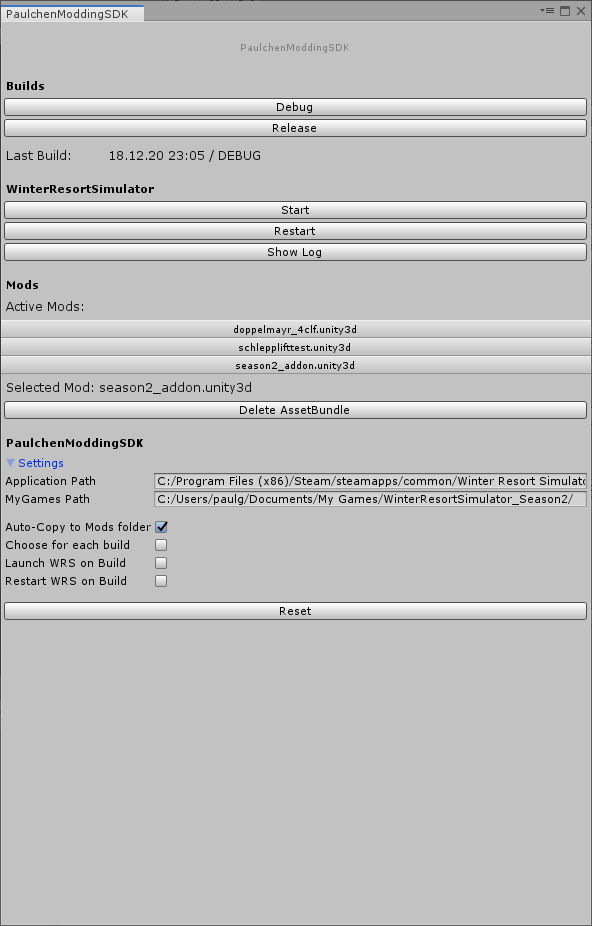 PaulchenModdingSDK
PaulchenModdingSDK
Builds
Debug
Release
Last Build: 18.12.20 23:05 / DEBUG
WinterResortSimulator
Start
Restart
Show Log
Mods
Active Mods:
doppelmayr_4clf.unity3d
schlepplifttest.unity3d
season2_addon.unity3d
Selected Mod: season2_addon.unity3d
Delete AssetBundle
PaulchenModdingSDK
Settings
Application Path C:/Program Files (x86)/Steam/steamapps/common/Winter Resort Simulato
MyGames Path C:/Users/paulg/Documents/My Games/WinterResortSimulator_Season2/
Auto-Copy to Mods folder
Choose for each build
Launch WRS on Build
Restart WRS on Build
Reset